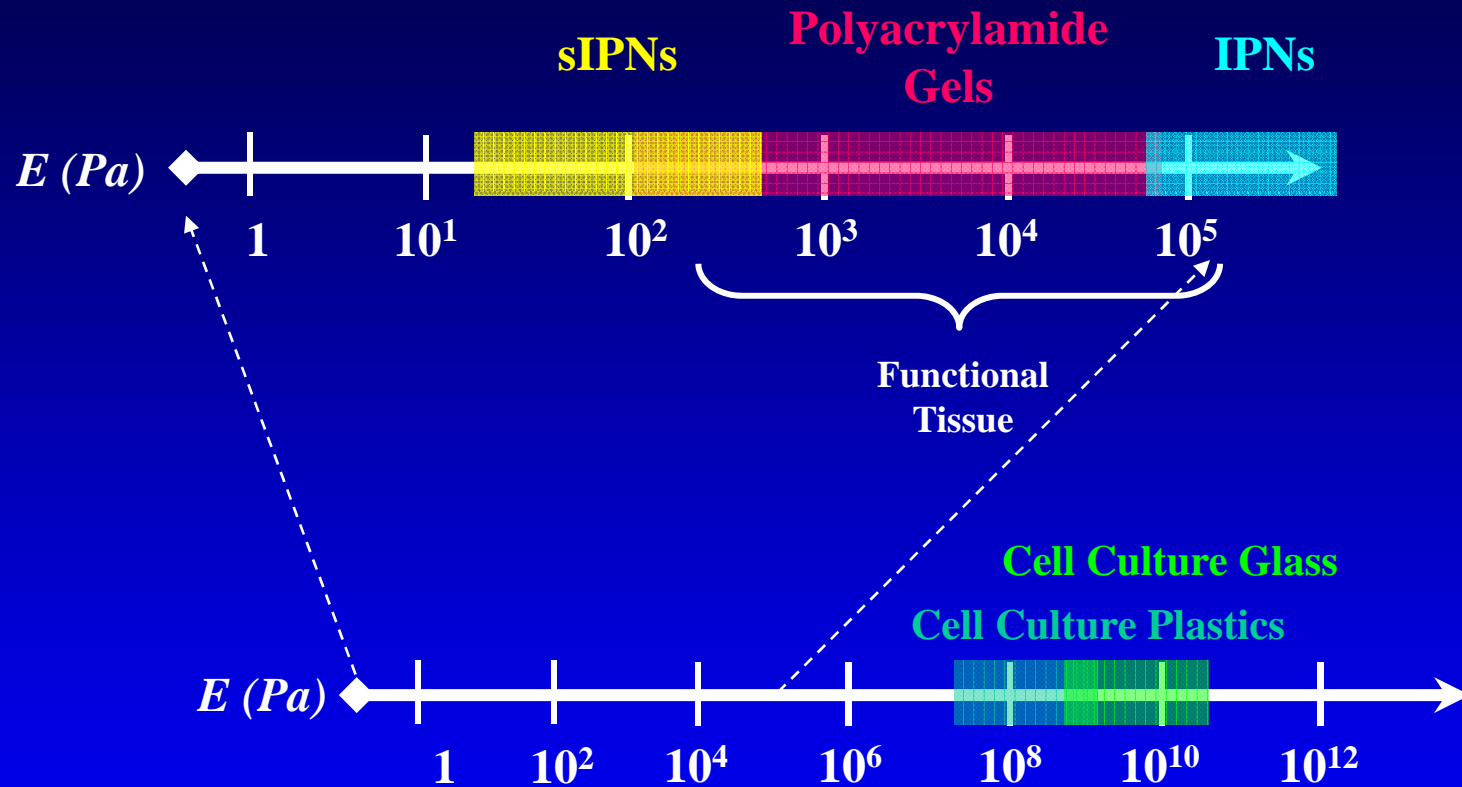 sIPNs
Polyacrylamide
Gels
IPNs
E (Pa)
1 10¹ 10² 10³ 10⁴ 10⁵
Functional
Tissue
Cell Culture Glass
Cell Culture Plastics
E (Pa)
1 10² 10⁴ 10⁶ 10⁸ 10¹⁰ 10¹²